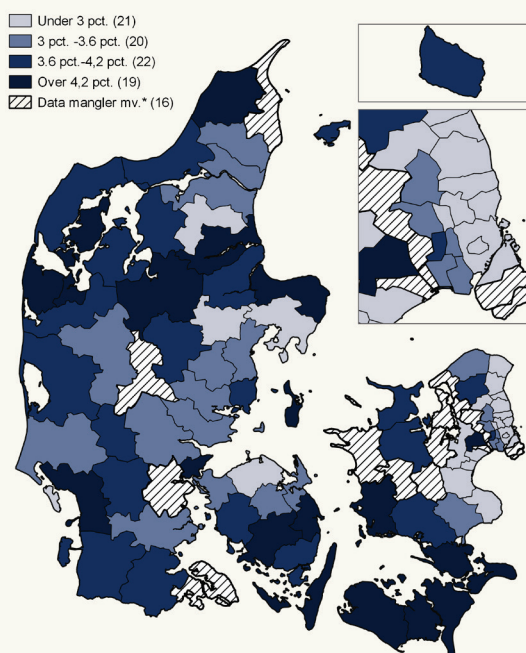 Under 3 pct. (21)
3 pct. -3.6 pct. (20)
3.6 pct.-4,2 pct. (22)
Over 4,2 pct. (19)
Data mangler mv.* (16)